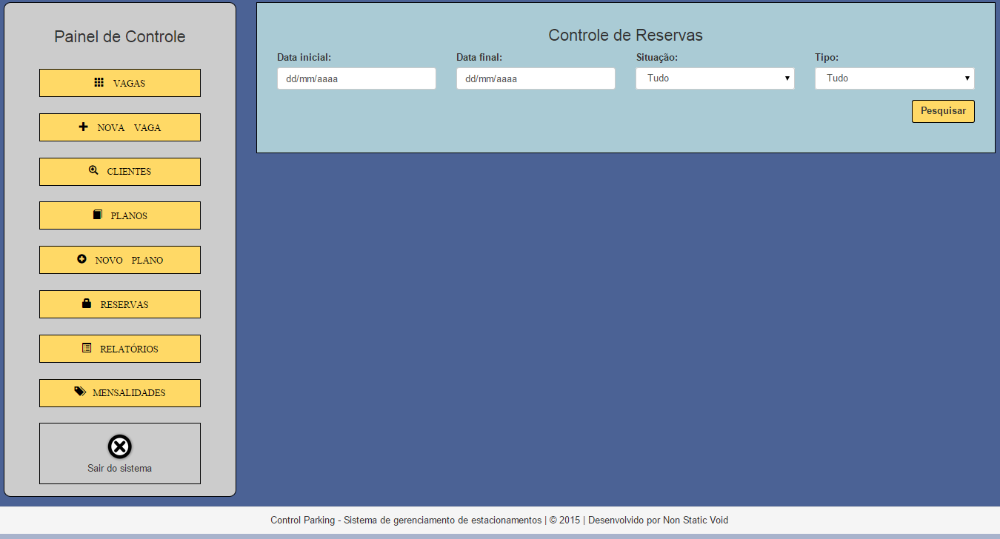 Painel de Controle
VAGAS
NOVA VAGA
CLIENTES
PLANOS
NOVO PLANO
RESERVAS
RELATÓRIOS
MENSALIDADES
Sair do sistema
Controle de Reservas
Data inicial: Data final: Situação: Tipo:
dd/mm/aaaa dd/mm/aaaa Tudo Tudo
Pesquisar
Control Parking - Sistema de gerenciamento de estacionamentos | © 2015 | Desenvolvido por Non Static Void